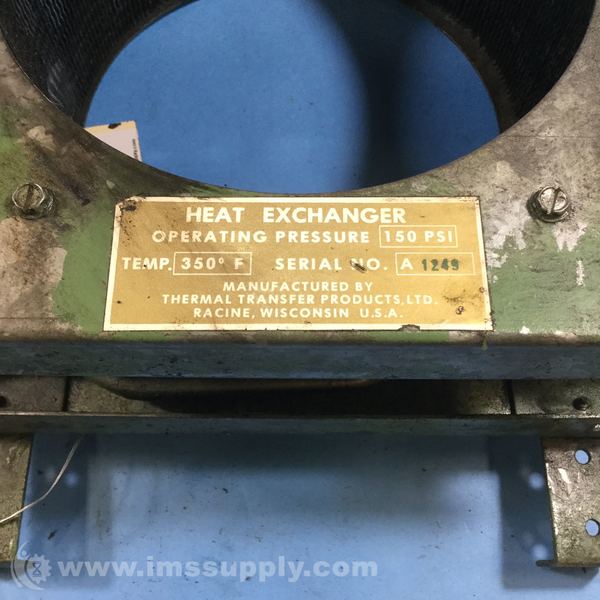 HEAT EXCHANGER
OPERATING PRESSURE 150 PSI
TEMP. 350° F SERIAL NO. A 1249
MANUFACTURED BY
THERMAL TRANSFER PRODUCTS, LTD.
RACINE, WISCONSIN U.S.A.
www.imssupply.com